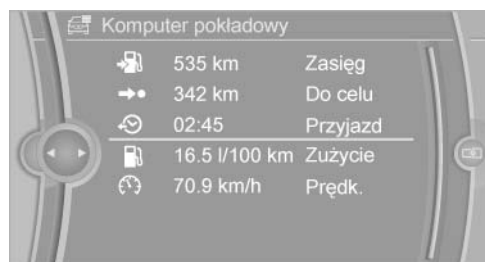 Komputer pokładowy
535 km Zasięg
342 km Do celu
02:45 Przyjazd
16.5 l/100 km Zużycie
70.9 km/h Prędk.